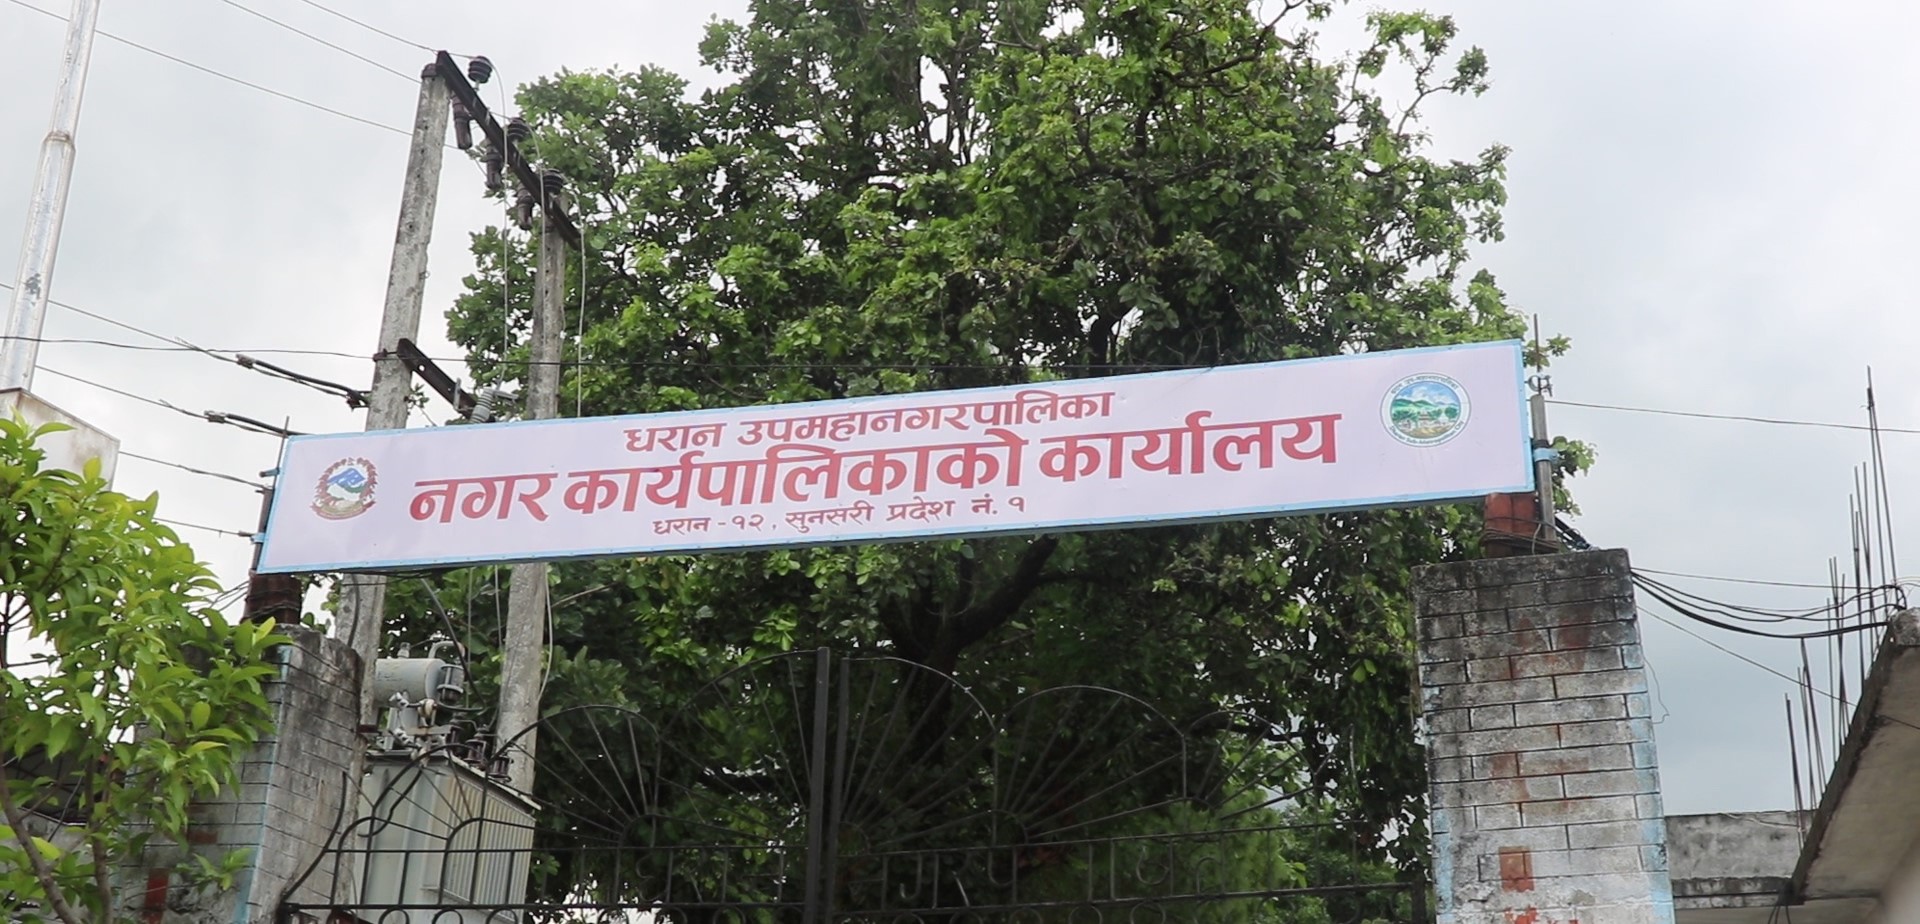 धरान उपमहानगरपालिका
नगर कार्यपालिकाको कार्यालय
धरान -१२, सुनसरी प्रदेश नं. १